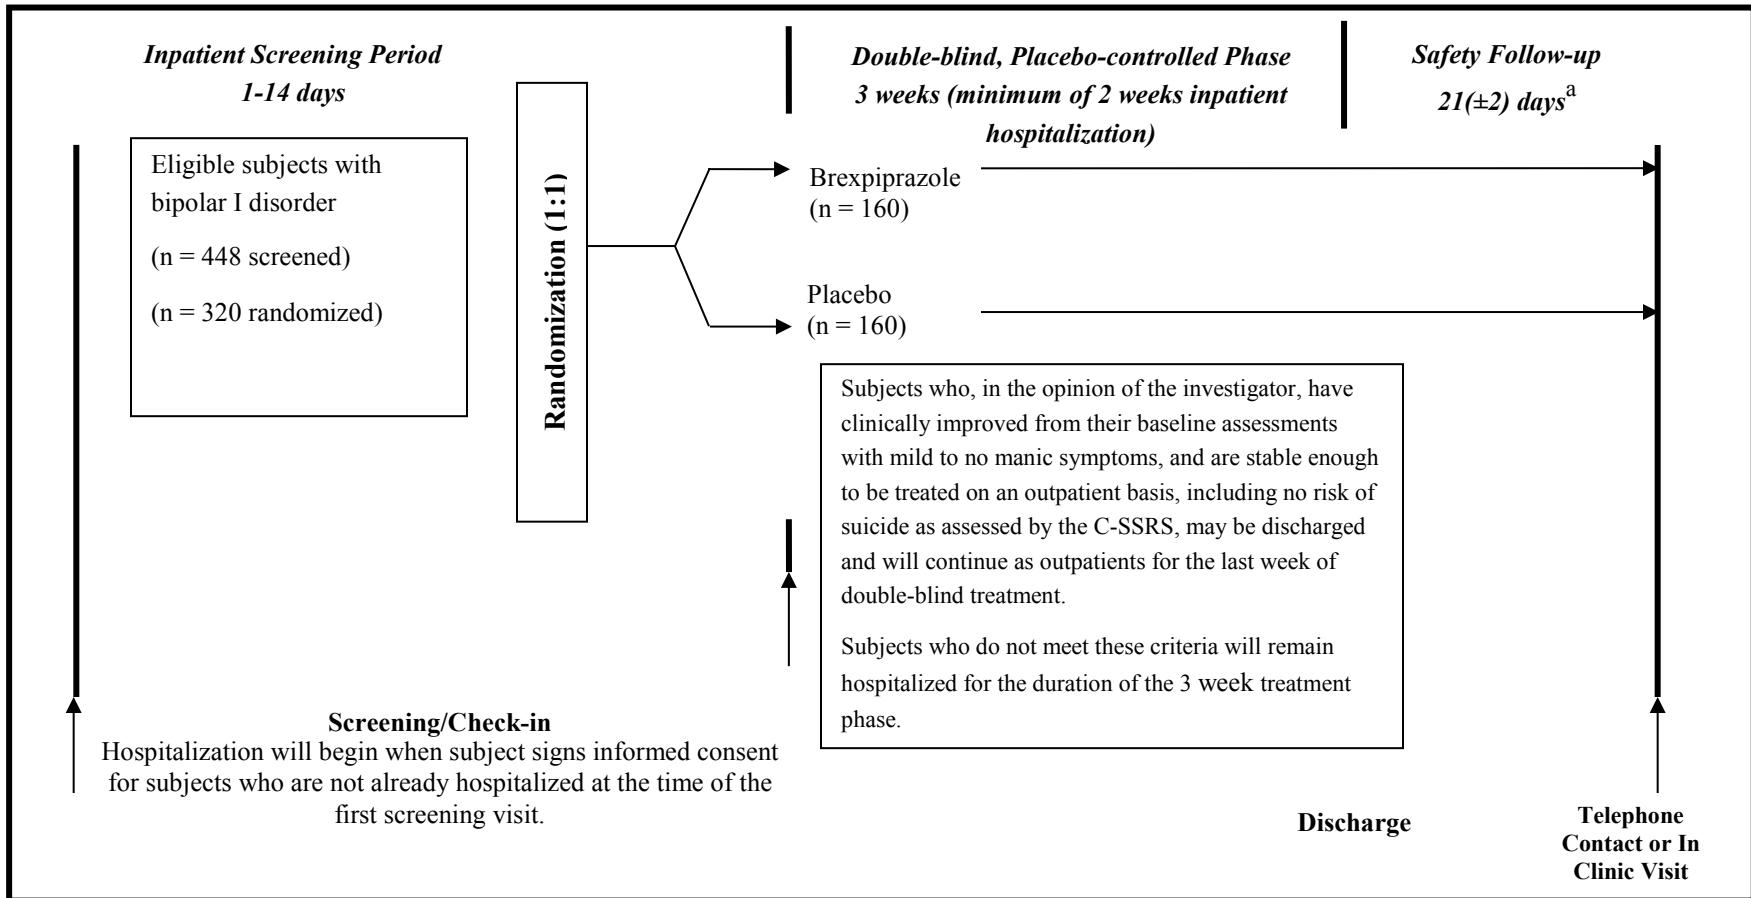 Inpatient Screening Period
1-14 days
Double-blind, Placebo-controlled Phase
3 weeks (minimum of 2 weeks inpatient
hospitalization)
Safety Follow-up
21(±2) days^a
Eligible subjects with
bipolar I disorder
(n = 448 screened)
(n = 320 randomized)
Randomization (1:1)
Brexpiprazole
(n = 160)
Placebo
(n = 160)
Subjects who, in the opinion of the investigator, have
clinically improved from their baseline assessments
with mild to no manic symptoms, and are stable enough
to be treated on an outpatient basis, including no risk of
suicide as assessed by the C-SSRS, may be discharged
and will continue as outpatients for the last week of
double-blind treatment.
Subjects who do not meet these criteria will remain
hospitalized for the duration of the 3 week treatment
phase.
Screening/Check-in
Hospitalization will begin when subject signs informed consent
for subjects who are not already hospitalized at the time of the
first screening visit.
Discharge
Telephone
Contact or In
Clinic Visit